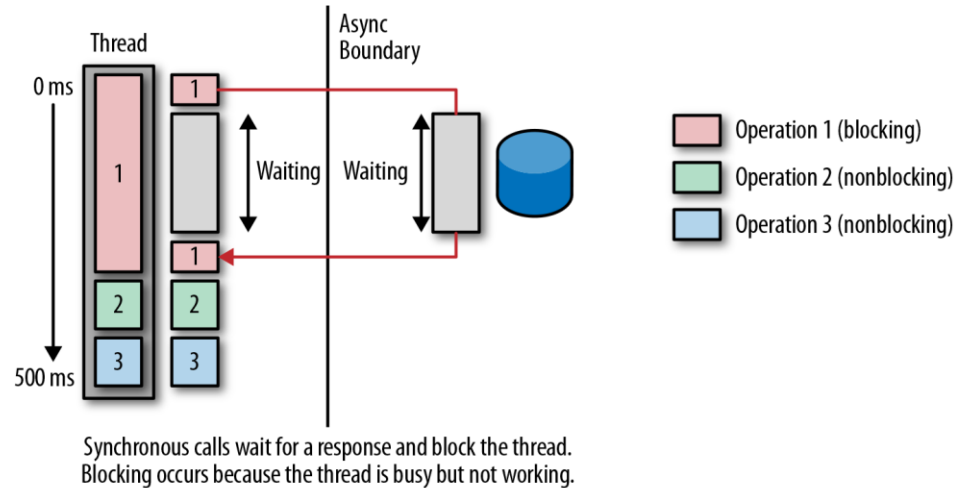 Thread
Async
Boundary
0 ms
1
1
Waiting
Waiting
1
2
2
3
3
500 ms
Operation 1 (blocking)
Operation 2 (nonblocking)
Operation 3 (nonblocking)
Synchronous calls wait for a response and block the thread.
Blocking occurs because the thread is busy but not working.